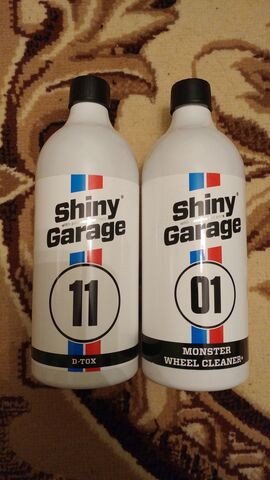 Shiny®
Garage
11
D-TOX
Shiny®
Garage
01
MONSTER
WHEEL CLEANER+